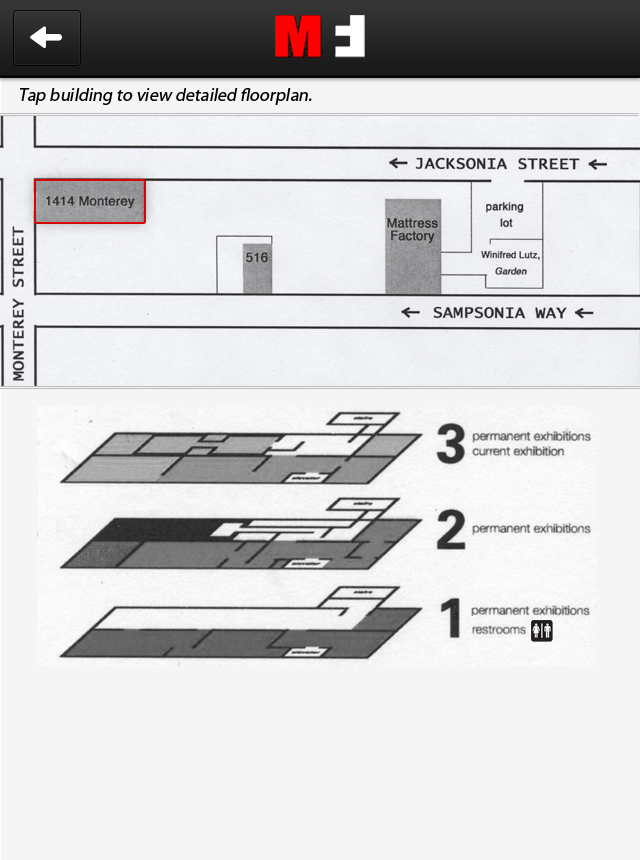 MF
Tap building to view detailed floorplan.
← JACKSONIA STREET ←
1414 Monterey
parking
lot
Mattress
Factory
516
Winifred Lutz,
Garden
MONTEREY STREET
← SAMPSONIA WAY ←
stairs
3
permanent exhibitions
current exhibition
elevator
stairs
2
permanent exhibitions
elevator
stairs
1
permanent exhibitions
restrooms
elevator